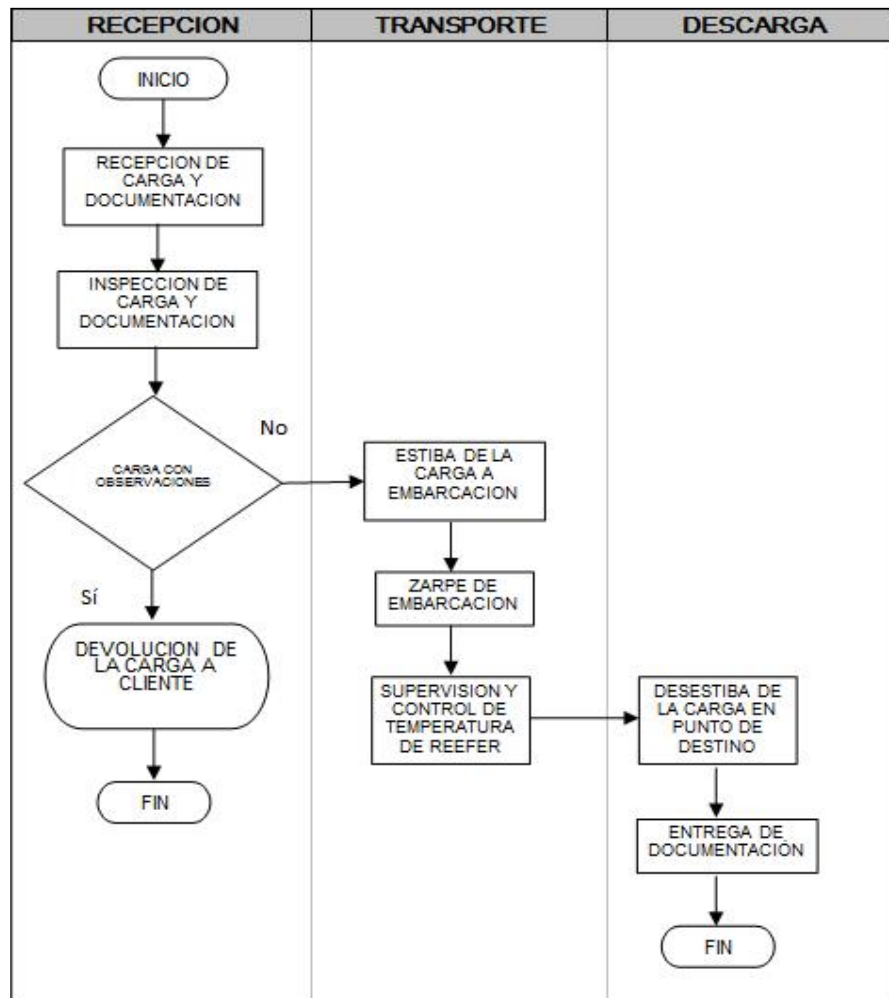 RECEPCION
TRANSPORTE
DESCARGA
INICIO
RECEPCION DE
CARGA Y
DOCUMENTACION
INSPECCION DE
CARGA Y
DOCUMENTACION
CARGA CON
OBSERVACIONES
No
Sí
DEVOLUCION DE
LA CARGA A
CLIENTE
FIN
ESTIBA DE LA
CARGA A
EMBARCACION
ZARPE DE
EMBARCACION
SUPERVISION Y
CONTROL DE
TEMPERATURA
DE REEFER
DESESTIBA DE
LA CARGA EN
PUNTO DE
DESTINO
ENTREGA DE
DOCUMENTACIÓN
FIN